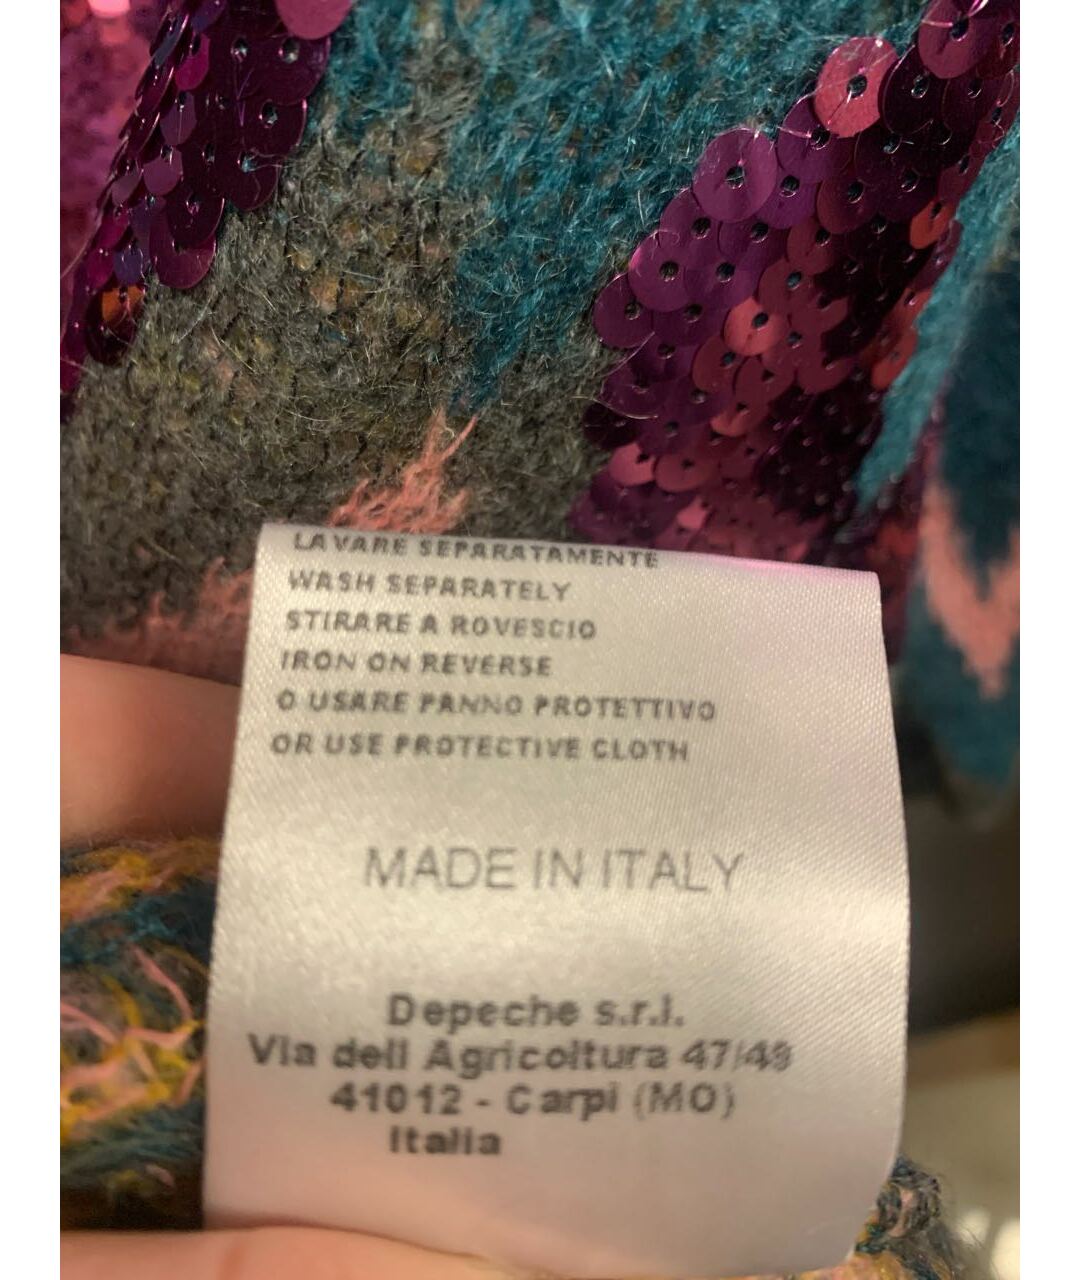 LAVARE SEPARATAMENTE
WASH SEPARATELY
STIRARE A ROVESCIO
IRON ON REVERSE
O USARE PANNO PROTETTIVO
OR USE PROTECTIVE CLOTH
MADE IN ITALY
Depeche s.r.l.
Via dell Agricoltura 47/49
41012 - Carpi (MO)
Italia